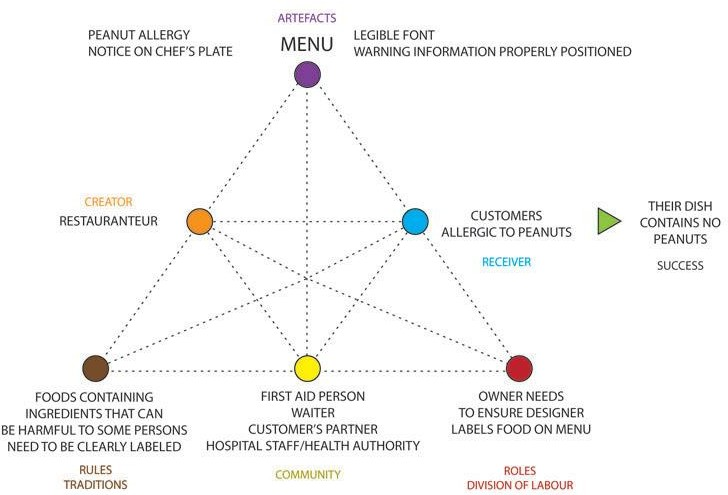 ARTEFACTS
PEANUT ALLERGY
NOTICE ON CHEF'S PLATE
MENU
LEGIBLE FONT
WARNING INFORMATION PROPERLY POSITIONED
CREATOR
RESTAURANTEUR
CUSTOMERS
ALLERGIC TO PEANUTS
RECEIVER
THEIR DISH
CONTAINS NO
PEANUTS
SUCCESS
FOODS CONTAINING
INGREDIENTS THAT CAN
BE HARMFUL TO SOME PERSONS
NEED TO BE CLEARLY LABELED
RULES
TRADITIONS
FIRST AID PERSON
WAITER
CUSTOMER'S PARTNER
HOSPITAL STAFF/HEALTH AUTHORITY
COMMUNITY
OWNER NEEDS
TO ENSURE DESIGNER
LABELS FOOD ON MENU
ROLES
DIVISION OF LABOUR